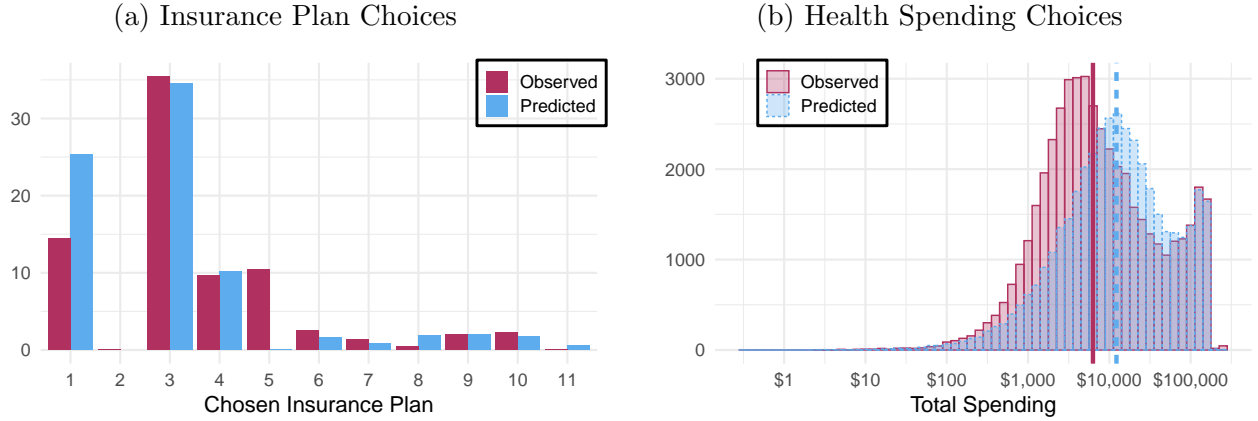 (a) Insurance Plan Choices
Observed
Predicted
30
20
10
0
1 2 3 4 5 6 7 8 9 10 11
Chosen Insurance Plan
(b) Health Spending Choices
Observed
Predicted
3000
2000
1000
0
$1 $10 $100 $1,000 $10,000 $100,000
Total Spending